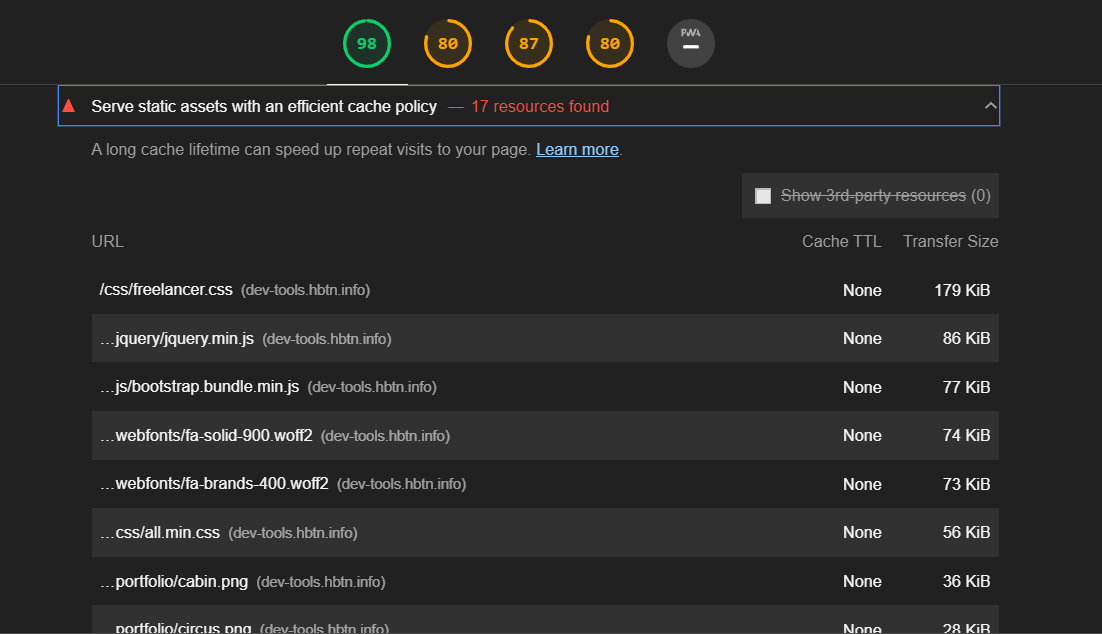 98 80 87 80 PWA
Serve static assets with an efficient cache policy — 17 resources found
A long cache lifetime can speed up repeat visits to your page. Learn more.
Show 3rd-party resources (0)
URL Cache TTL Transfer Size
/css/freelancer.css (dev-tools.hbtn.info) None 179 KiB
…jquery/jquery.min.js (dev-tools.hbtn.info) None 86 KiB
…js/bootstrap.bundle.min.js (dev-tools.hbtn.info) None 77 KiB
…webfonts/fa-solid-900.woff2 (dev-tools.hbtn.info) None 74 KiB
…webfonts/fa-brands-400.woff2 (dev-tools.hbtn.info) None 73 KiB
…css/all.min.css (dev-tools.hbtn.info) None 56 KiB
…portfolio/cabin.png (dev-tools.hbtn.info) None 36 KiB
…portfolio/circus.png (dev-tools.hbtn.info) None 28 KiB